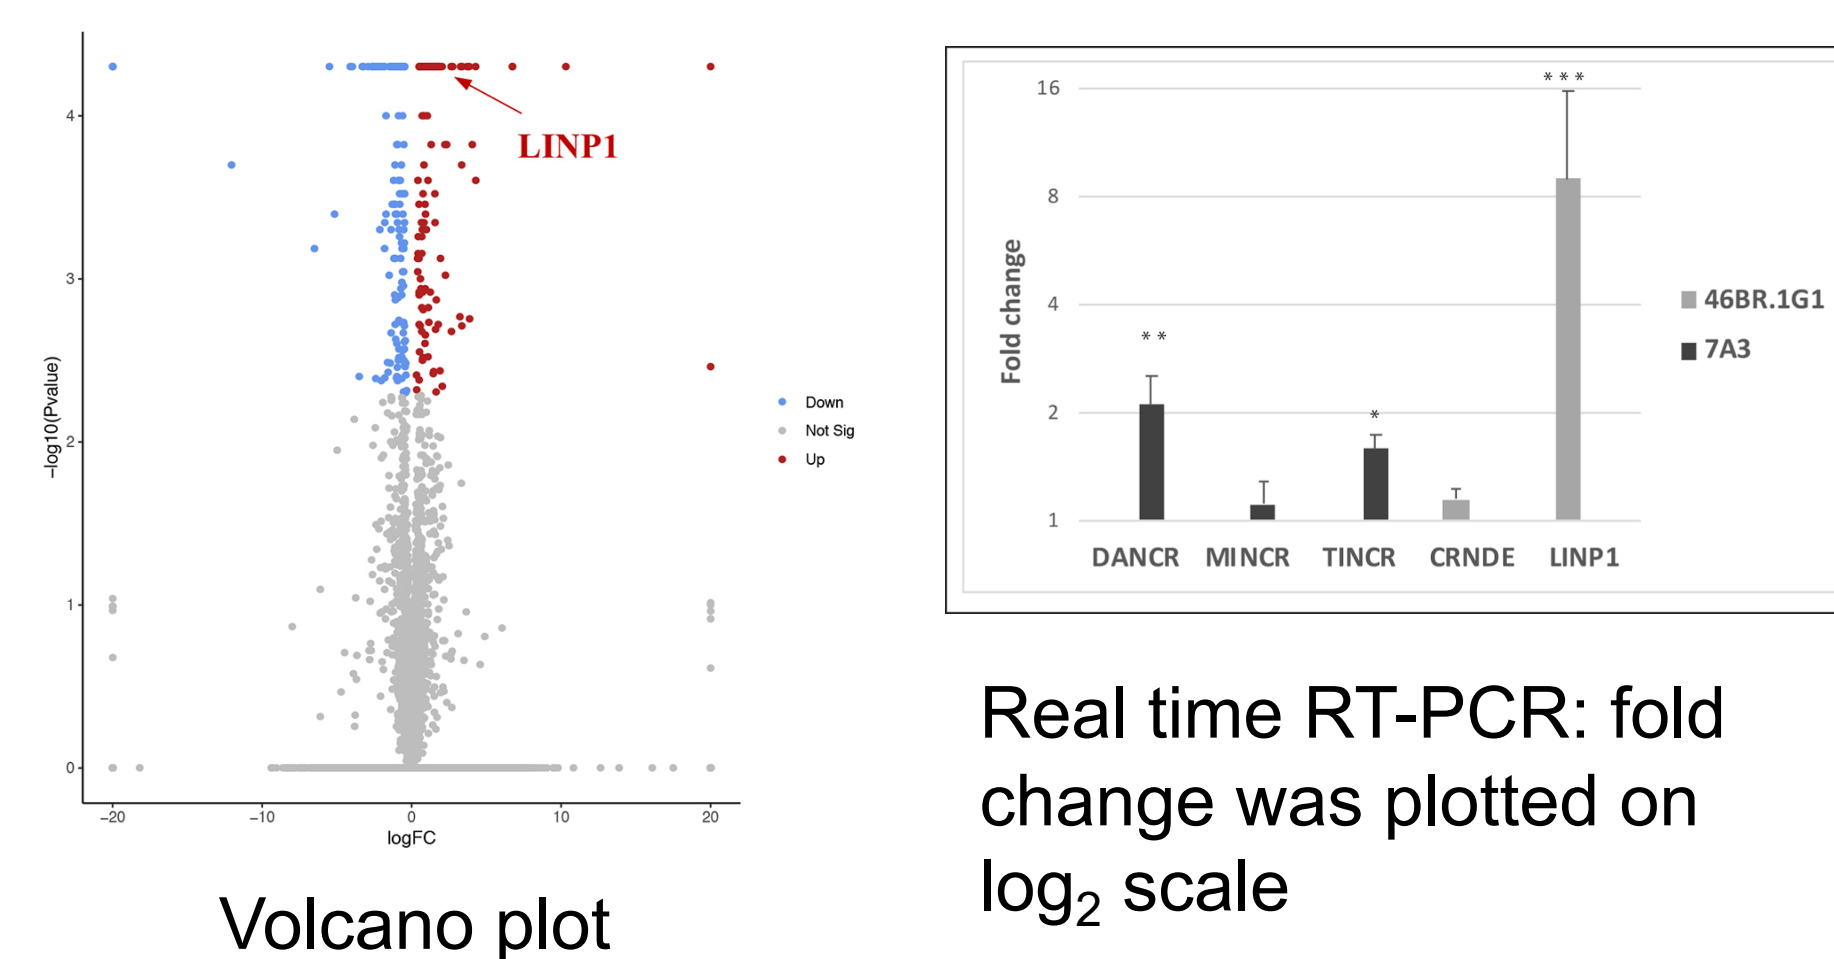 4
3
2
1
0
−log10(Pvalue)
−20
−10
0
10
20
logFC
LINP1
Down
Not Sig
Up
Volcano plot
16
8
4
2
1
Fold change
* *
*
* * *
DANCR
MINCR
TINCR
CRNDE
LINP1
46BR.1G1
7A3
Real time RT-PCR: fold
change was plotted on
log₂ scale